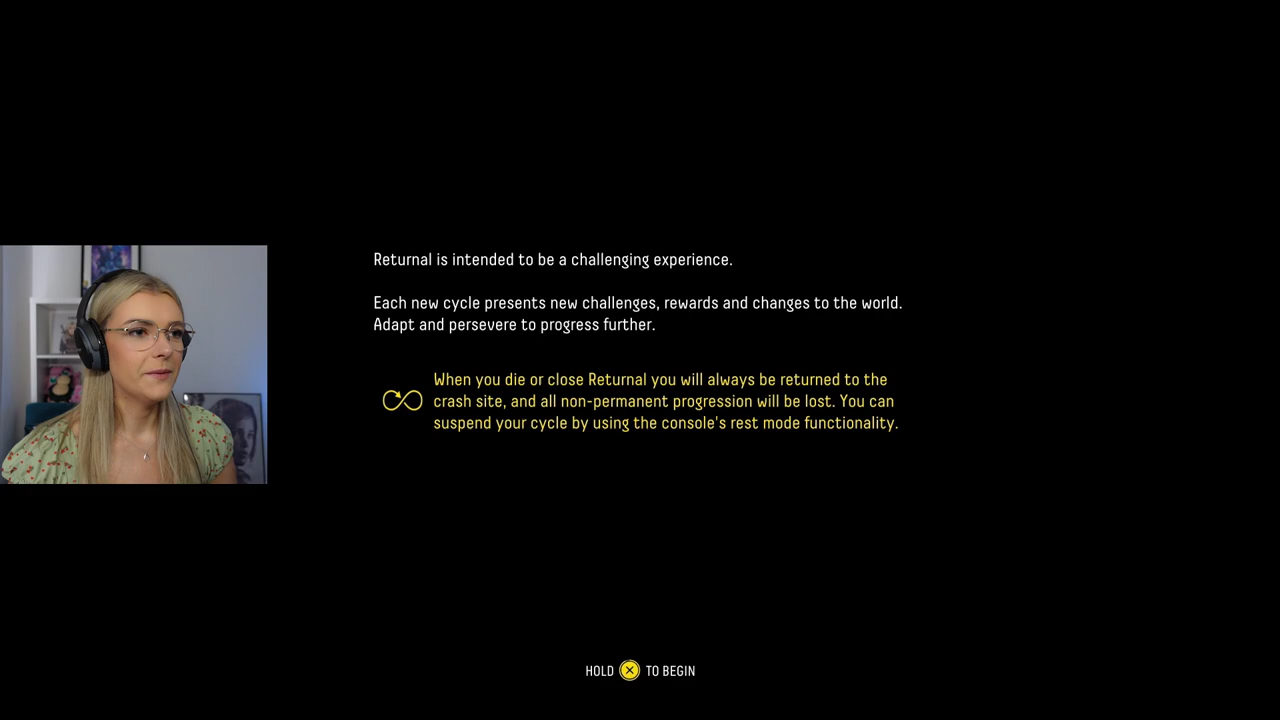 Returnal is intended to be a challenging experience.
Each new cycle presents new challenges, rewards and changes to the world.
Adapt and persevere to progress further.
When you die or close Returnal you will always be returned to the
crash site, and all non-permanent progression will be lost. You can
suspend your cycle by using the console's rest mode functionality.
HOLD ✕ TO BEGIN